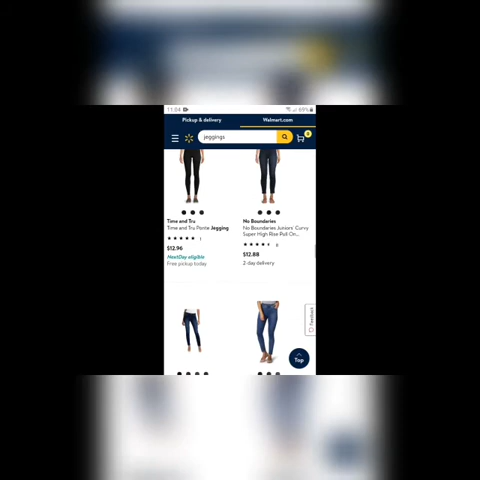 11:04
69%
Pickup & delivery
Walmart.com
jeggings
0
Time and Tru
Time and Tru Ponte Jegging
1
$12.96
NextDay eligible
Free pickup today
No Boundaries
No Boundaries Juniors' Curvy
Super High Rise Pull On...
$12.88
2-day delivery
Feedback
Top